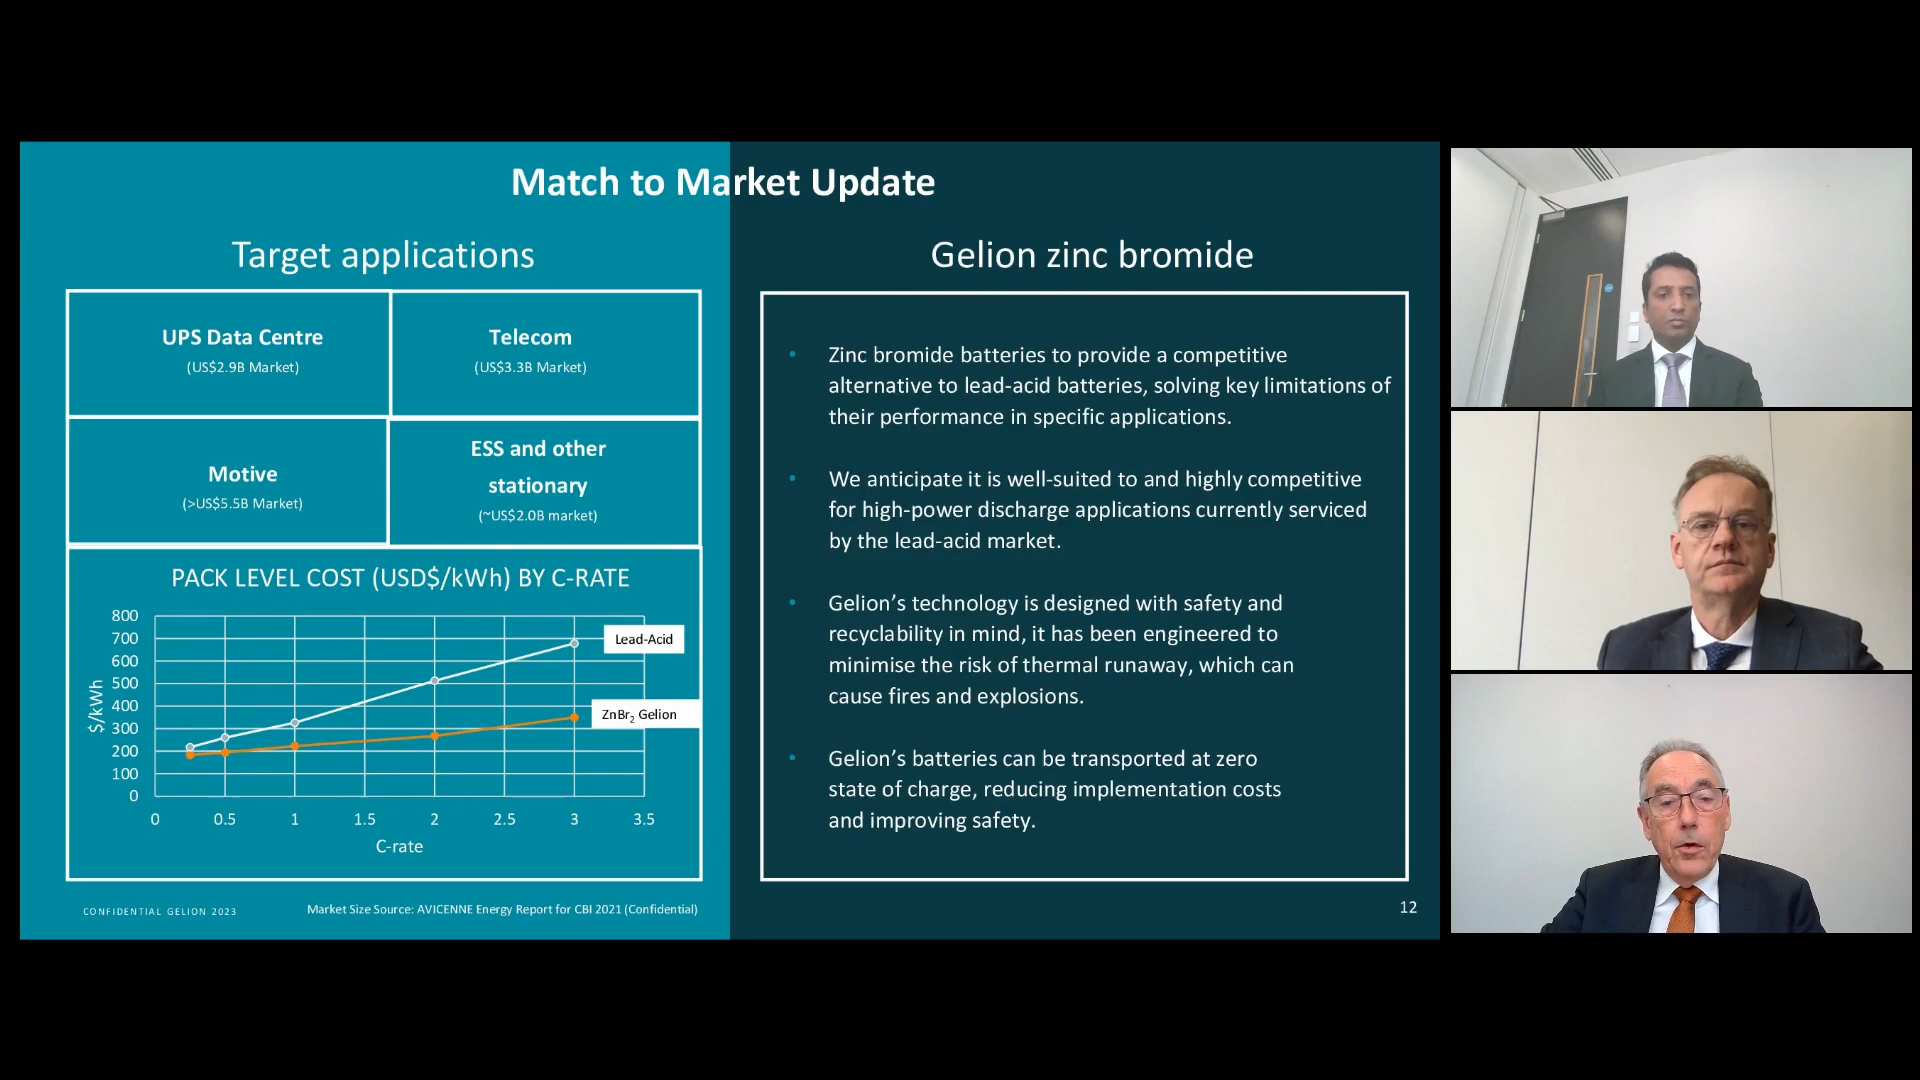 Match to Market Update
Target applications
UPS Data Centre
(US$2.9B Market)
Telecom
(US$3.3B Market)
Motive
(>US$5.5B Market)
ESS and other
stationary
(~US$2.0B market)
PACK LEVEL COST (USD$/kWh) BY C-RATE
800
700
600
500
400
300
200
100
0
$/kWh
0 0.5 1 1.5 2 2.5 3 3.5
C-rate
Lead-Acid
ZnBr₂ Gelion
CONFIDENTIAL GELION 2023
Market Size Source: AVICENNE Energy Report for CBI 2021 (Confidential)
Gelion zinc bromide
• Zinc bromide batteries to provide a competitive
alternative to lead-acid batteries, solving key limitations of
their performance in specific applications.
• We anticipate it is well-suited to and highly competitive
for high-power discharge applications currently serviced
by the lead-acid market.
• Gelion’s technology is designed with safety and
recyclability in mind, it has been engineered to
minimise the risk of thermal runaway, which can
cause fires and explosions.
• Gelion’s batteries can be transported at zero
state of charge, reducing implementation costs
and improving safety.
12